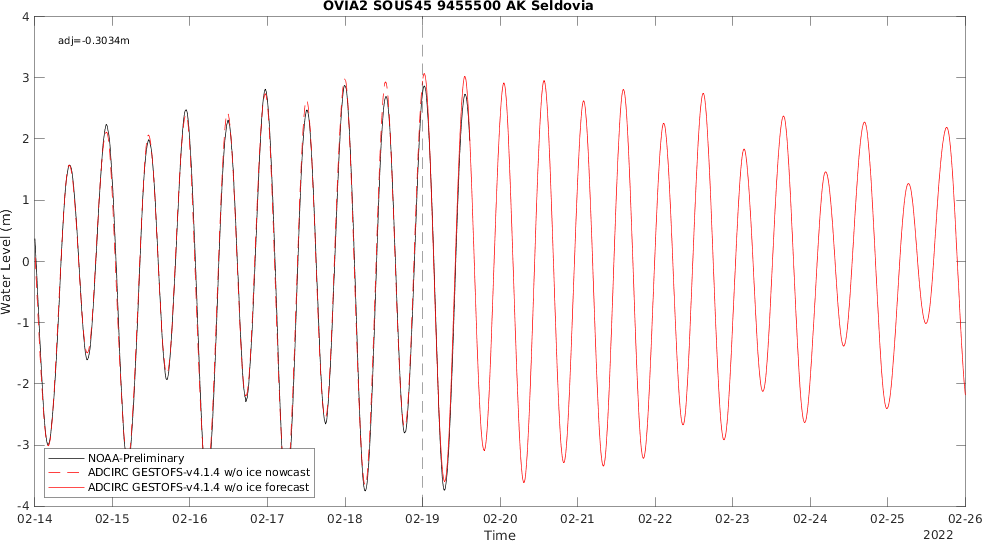 OVIA2 SOUS45 9455500 AK Seldovia
adj=-0.3034m
4
3
2
1
0
-1
-2
-3
-4
Water Level (m)
NOAA-Preliminary
ADCIRC GESTOFS-v4.1.4 w/o ice nowcast
ADCIRC GESTOFS-v4.1.4 w/o ice forecast
02-14 02-15 02-16 02-17 02-18 02-19 02-20 02-21 02-22 02-23 02-24 02-25 02-26
Time
2022